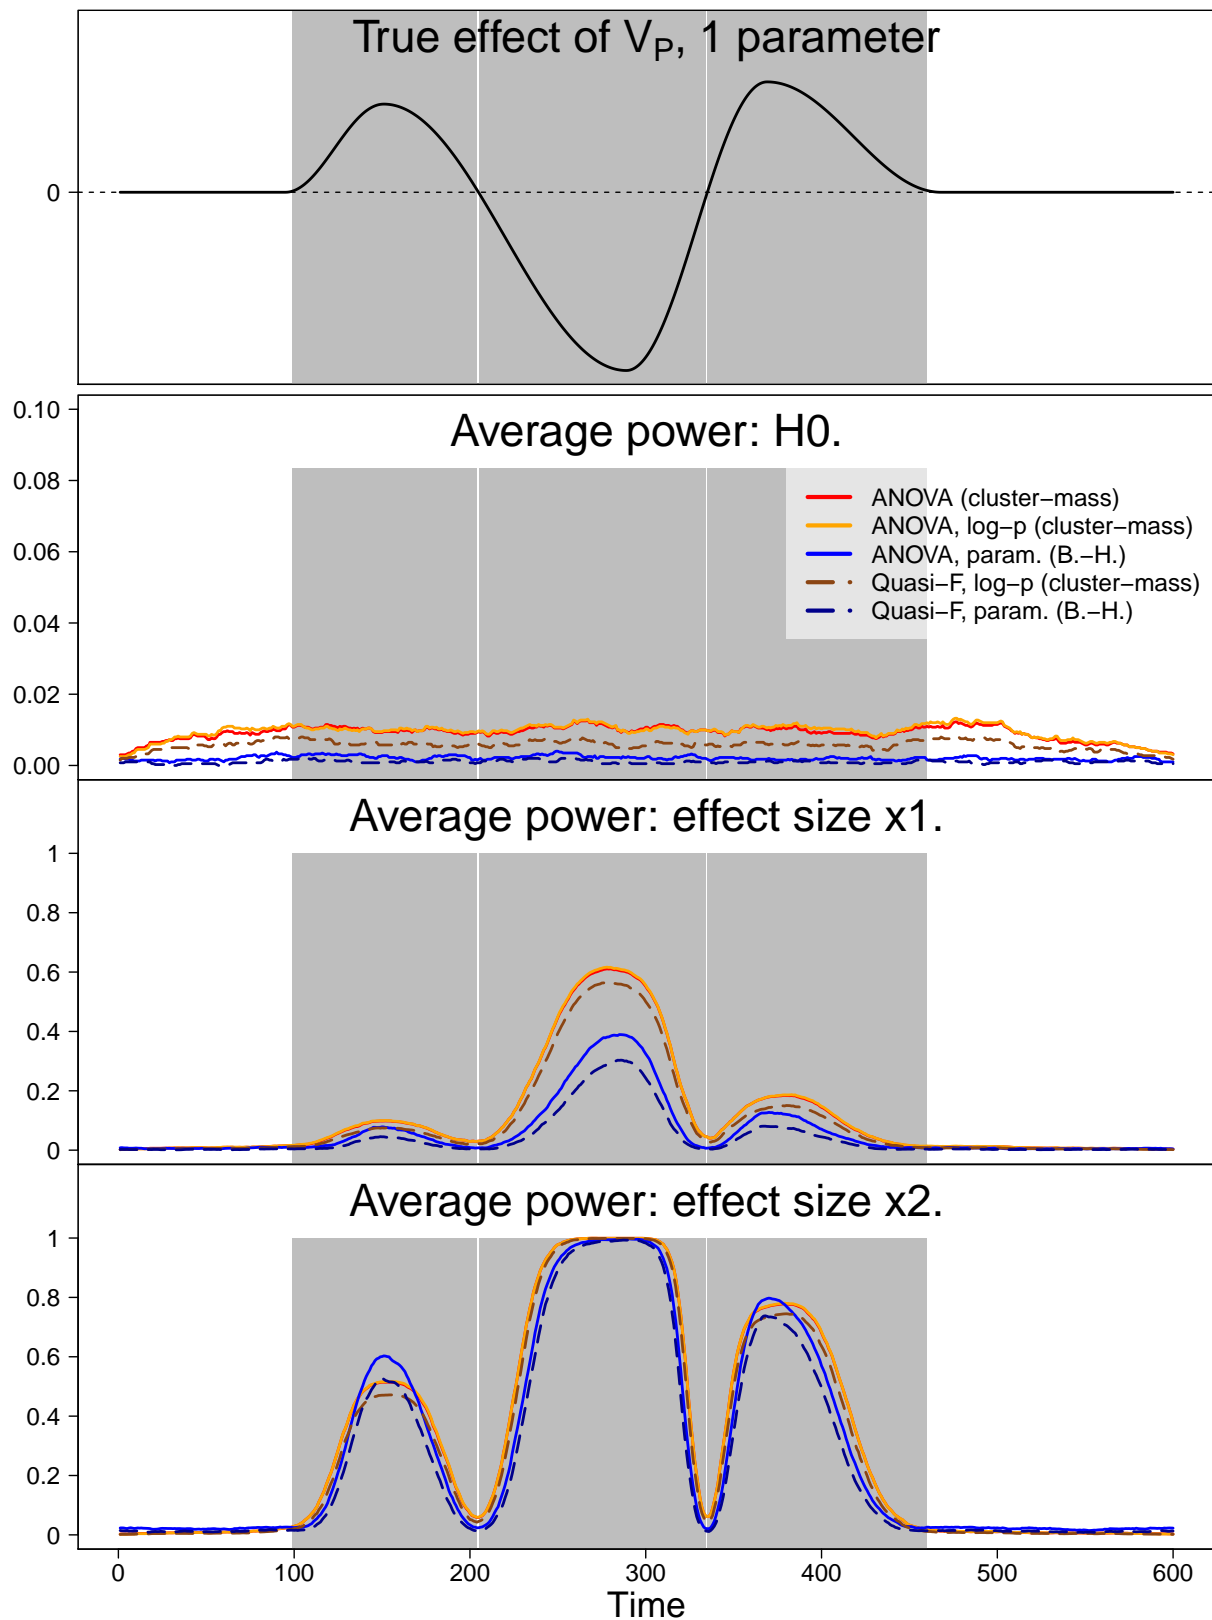 True effect of VP, 1 parameter
0
Average power: H0.
0.10
0.08
0.06
0.04
0.02
0.00
ANOVA (cluster−mass)
ANOVA, log−p (cluster−mass)
ANOVA, param. (B.−H.)
Quasi−F, log−p (cluster−mass)
Quasi−F, param. (B.−H.)
Average power: effect size x1.
1
0.8
0.6
0.4
0.2
0
Average power: effect size x2.
1
0.8
0.6
0.4
0.2
0
0 100 200 300 400 500 600
Time